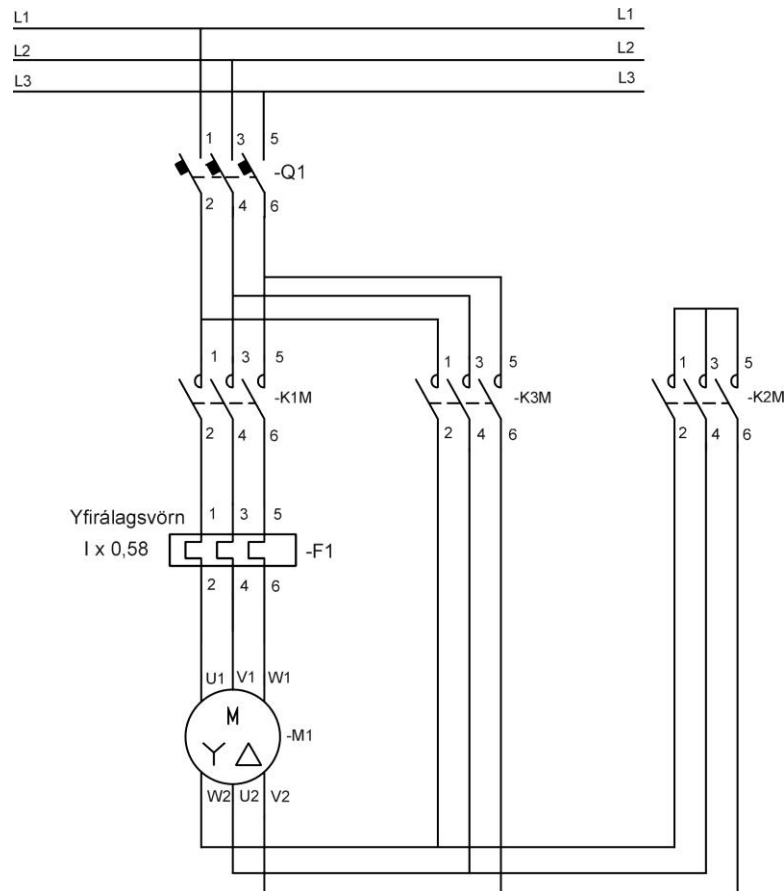 L1 L1
L2 L2
L3 L3
1 3 5
-Q1
2 4 6
1 3 5 1 3 5 1 3 5
-K1M -K3M -K2M
2 4 6 2 4 6 2 4 6
Yfirálagsvörn 1 3 5
I x 0,58 -F1
2 4 6
U1 V1 W1
M
-M1
W2 U2 V2